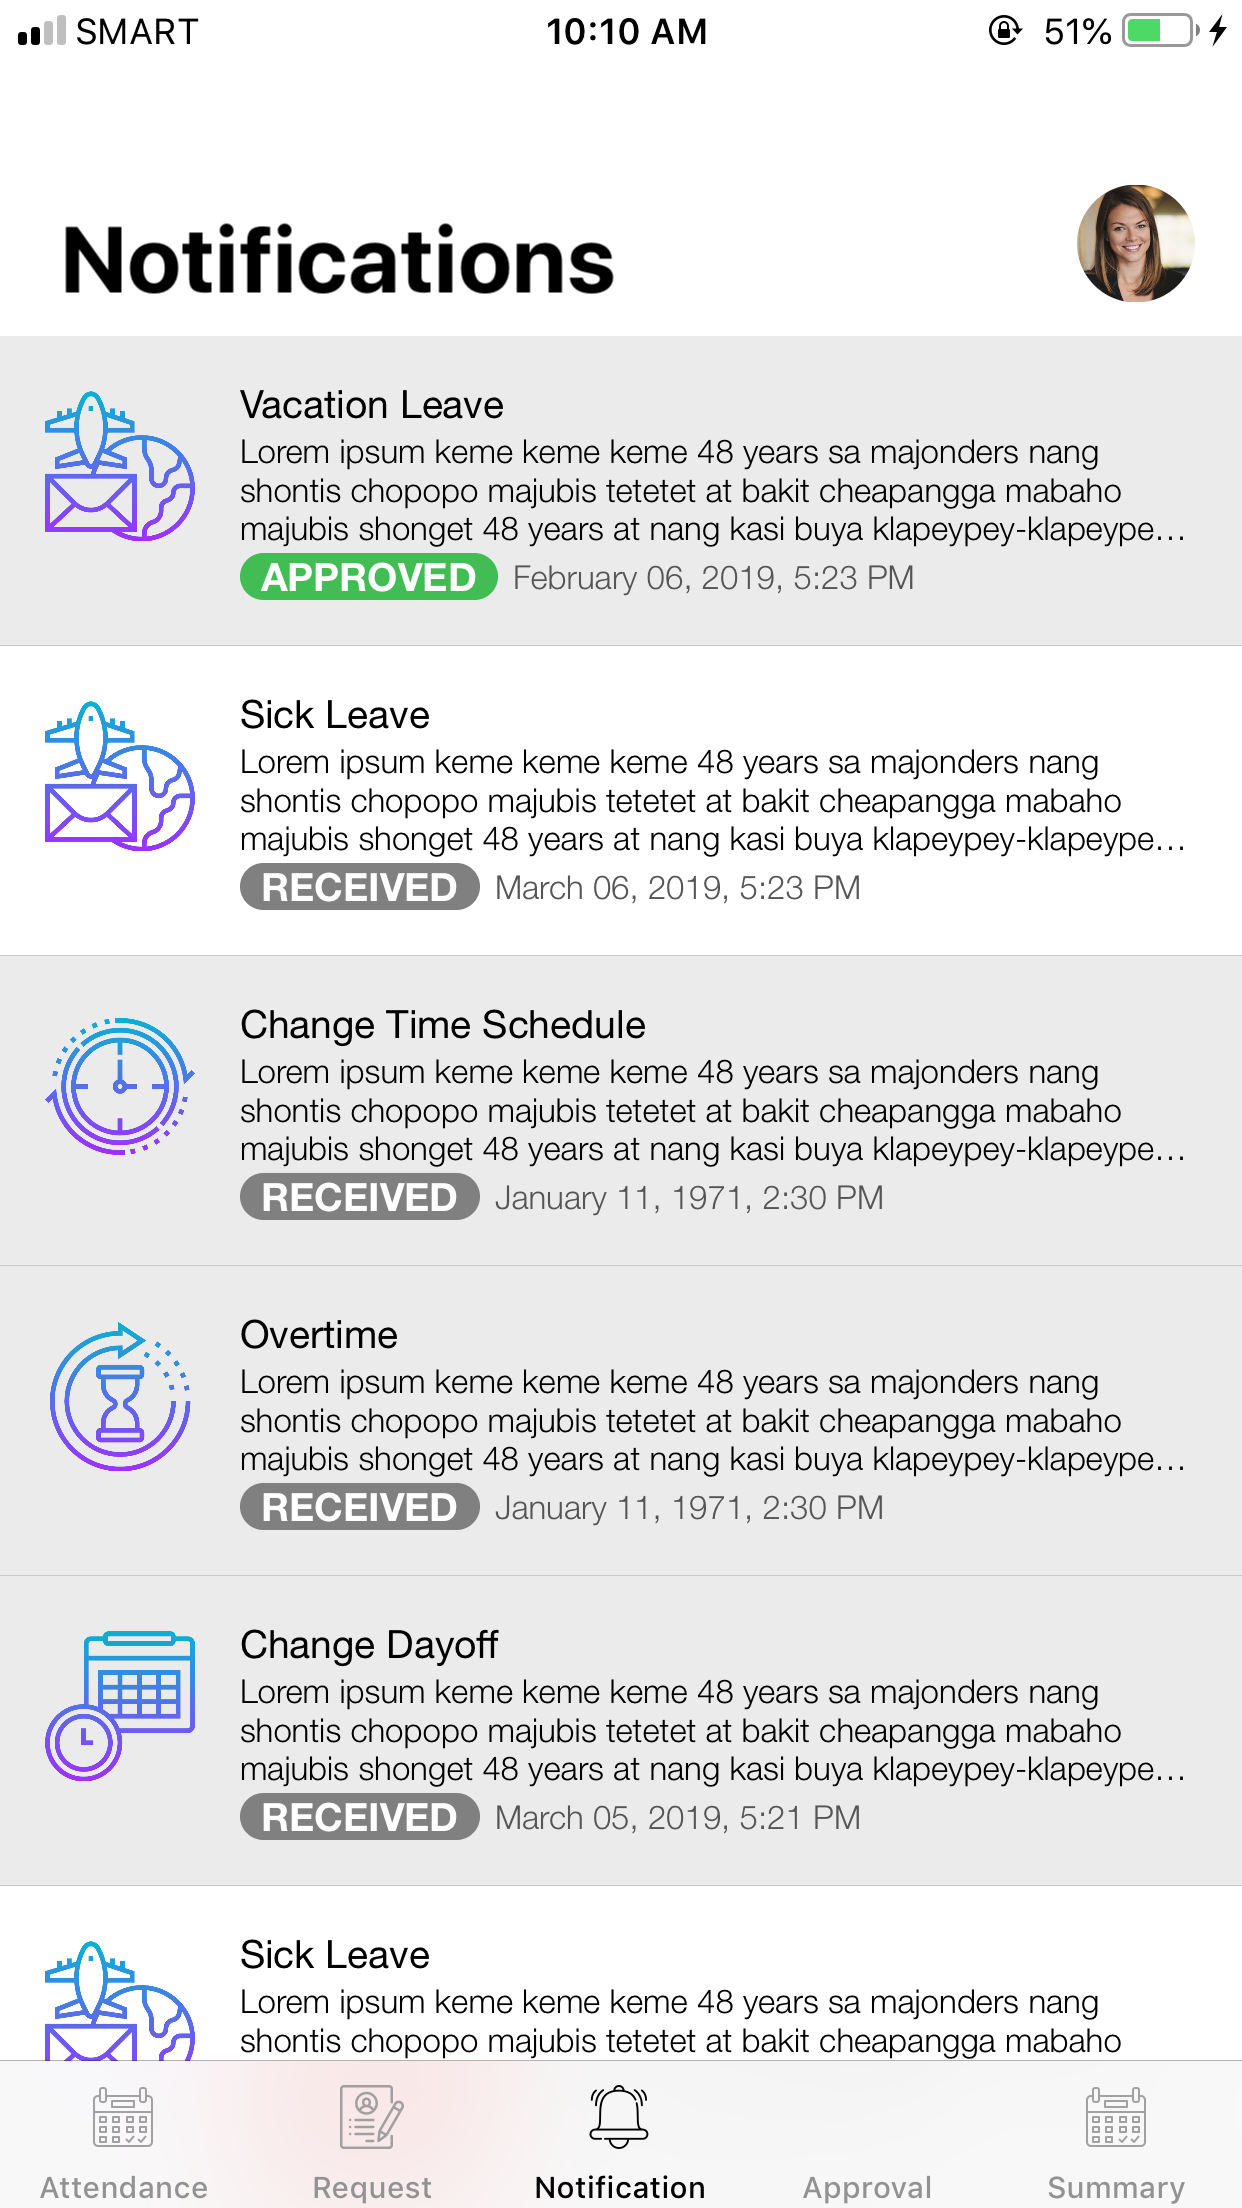 SMART 10:10 AM 51%
Notifications
Vacation Leave
Lorem ipsum keme keme keme 48 years sa majonders nang
shontis chopopo majubis tetetet at bakit cheapangga mabaho
majubis shonget 48 years at nang kasi buya klapeypey-klapeype...
APPROVED February 06, 2019, 5:23 PM
Sick Leave
Lorem ipsum keme keme keme 48 years sa majonders nang
shontis chopopo majubis tetetet at bakit cheapangga mabaho
majubis shonget 48 years at nang kasi buya klapeypey-klapeype...
RECEIVED March 06, 2019, 5:23 PM
Change Time Schedule
Lorem ipsum keme keme keme 48 years sa majonders nang
shontis chopopo majubis tetetet at bakit cheapangga mabaho
majubis shonget 48 years at nang kasi buya klapeypey-klapeype...
RECEIVED January 11, 1971, 2:30 PM
Overtime
Lorem ipsum keme keme keme 48 years sa majonders nang
shontis chopopo majubis tetetet at bakit cheapangga mabaho
majubis shonget 48 years at nang kasi buya klapeypey-klapeype...
RECEIVED January 11, 1971, 2:30 PM
Change Dayoff
Lorem ipsum keme keme keme 48 years sa majonders nang
shontis chopopo majubis tetetet at bakit cheapangga mabaho
majubis shonget 48 years at nang kasi buya klapeypey-klapeype...
RECEIVED March 05, 2019, 5:21 PM
Sick Leave
Lorem ipsum keme keme keme 48 years sa majonders nang
shontis chopopo majubis tetetet at bakit cheapangga mabaho
Attendance Request Notification Approval Summary